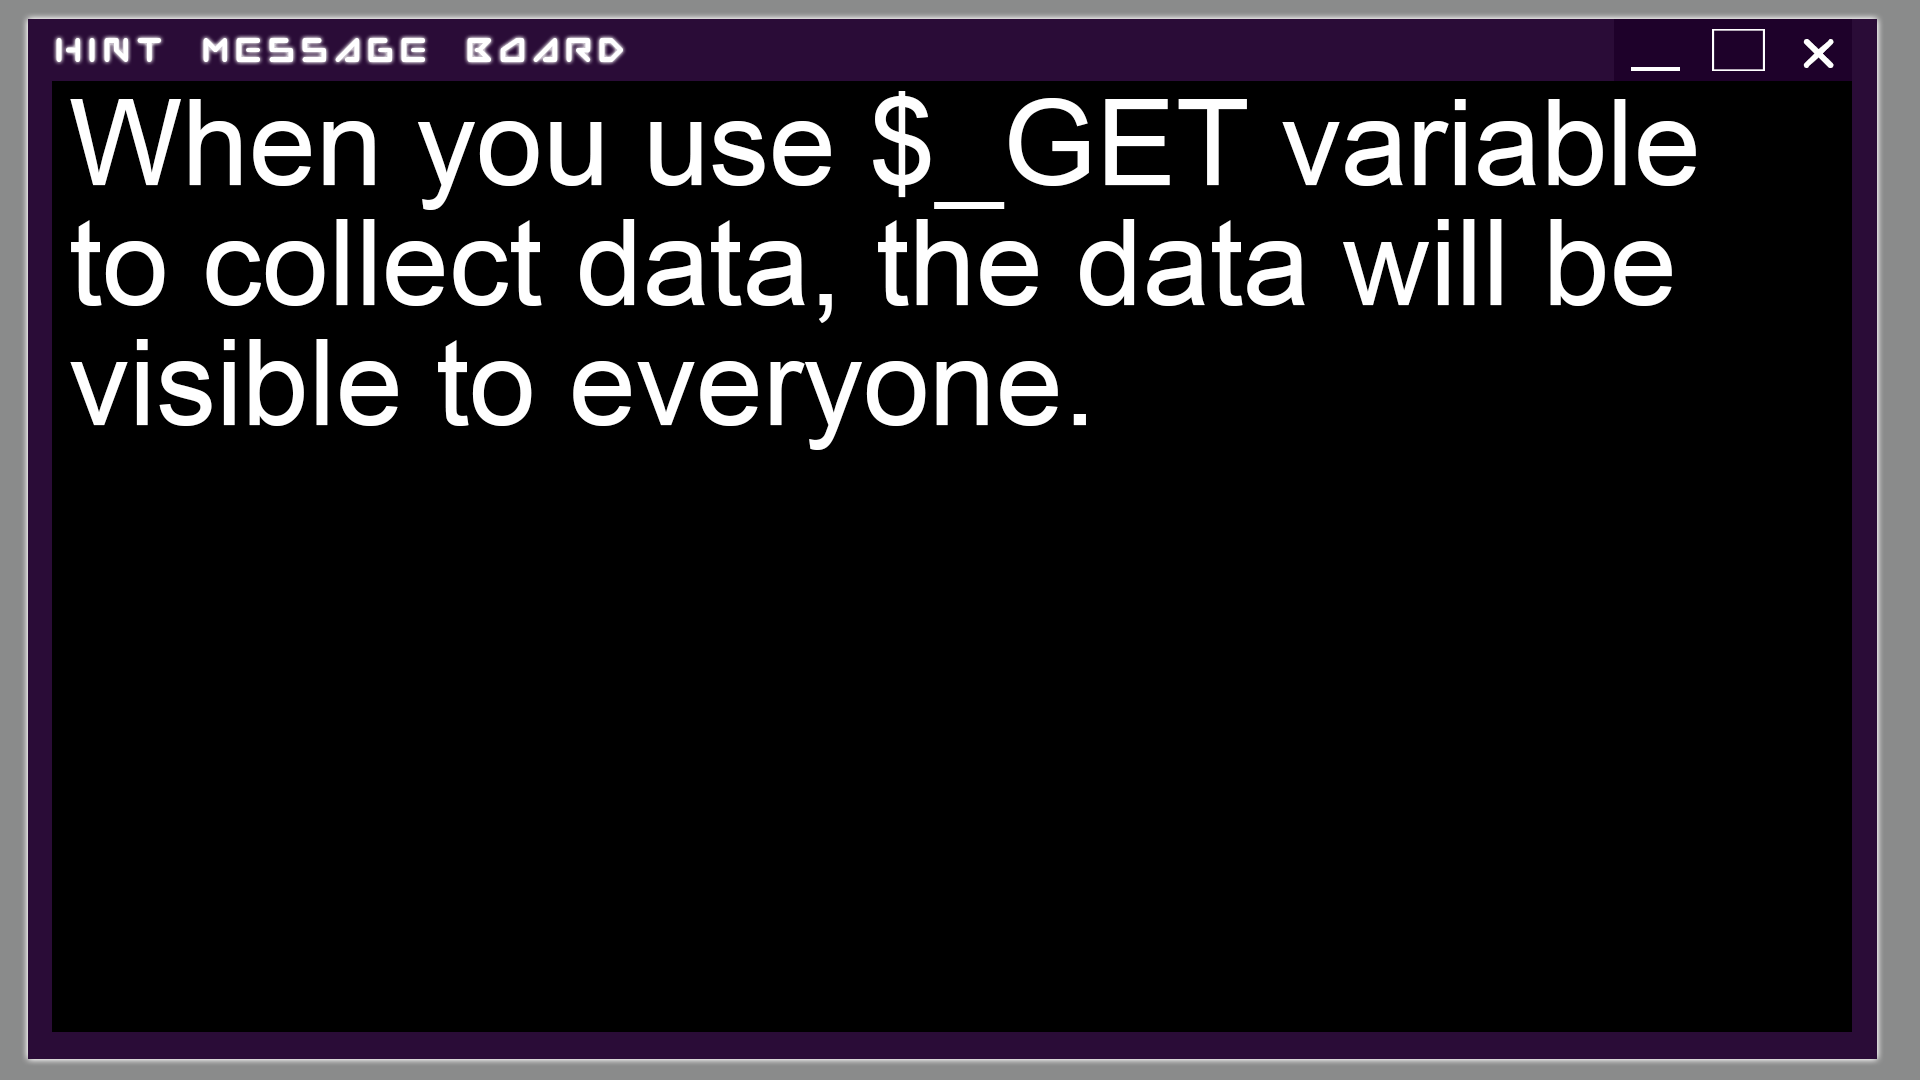 HINT MESSAGE BOARD
When you use $_GET variable
to collect data, the data will be
visible to everyone.